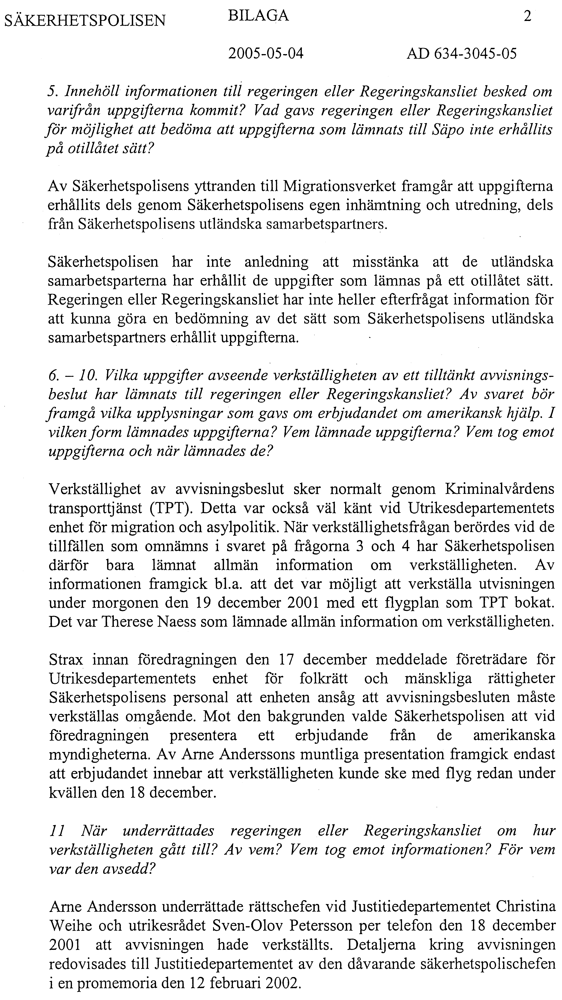 SÄKERHETSPOLISEN BILAGA 2
2005-05-04 AD 634-3045-05
5. Innehöll informationen till regeringen eller Regeringskansliet besked om
varifrån uppgifterna kommit? Vad gavs regeringen eller Regeringskansliet
för möjlighet att bedöma att uppgifterna som lämnats till Säpo inte erhållits
på otillåtet sätt?
Av Säkerhetspolisens yttranden till Migrationsverket framgår att uppgifterna
erhållits dels genom Säkerhetspolisens egen inhämtning och utredning, dels
från Säkerhetspolisens utländska samarbetspartners.
Säkerhetspolisen har inte anledning att misstänka att de utländska
samarbetsparterna har erhållit de uppgifter som lämnas på ett otillåtet sätt.
Regeringen eller Regeringskansliet har inte heller efterfrågat information för
att kunna göra en bedömning av det sätt som Säkerhetspolisens utländska
samarbetspartners erhållit uppgifterna.
6. – 10. Vilka uppgifter avseende verkställigheten av ett tilltänkt avvisnings-
beslut har lämnats till regeringen eller Regeringskansliet? Av svaret bör
framgå vilka upplysningar som gavs om erbjudandet om amerikansk hjälp. I
vilken form lämnades uppgifterna? Vem lämnade uppgifterna? Vem tog emot
uppgifterna och när lämnades de?
Verkställighet av avvisningsbeslut sker normalt genom Kriminalvårdens
transporttjänst (TPT). Detta var också väl känt vid Utrikesdepartementets
enhet för migration och asylpolitik. När verkställighetsfrågan berördes vid de
tillfällen som omnämns i svaret på frågorna 3 och 4 har Säkerhetspolisen
därför bara lämnat allmän information om verkställigheten. Av
informationen framgick bl.a. att det var möjligt att verkställa utvisningen
under morgonen den 19 december 2001 med ett flygplan som TPT bokat.
Det var Therese Naess som lämnade allmän information om verkställigheten.
Strax innan föredragningen den 17 december meddelade företrädare för
Utrikesdepartementets enhet för folkrätt och mänskliga rättigheter
Säkerhetspolisens personal att enheten ansåg att avvisningsbesluten måste
verkställas omgående. Mot den bakgrunden valde Säkerhetspolisen att vid
föredragningen presentera ett erbjudande från de amerikanska
myndigheterna. Av Arne Anderssons muntliga presentation framgick endast
att erbjudandet innebar att verkställigheten kunde ske med flyg redan under
kvällen den 18 december.
11 När underrättades regeringen eller Regeringskansliet om hur
verkställigheten gått till? Av vem? Vem tog emot informationen? För vem
var den avsedd?
Arne Andersson underrättade rättschefen vid Justitiedepartementet Christina
Weihe och utrikesrådet Sven-Olov Petersson per telefon den 18 december
2001 att avvisningen hade verkställts. Detaljerna kring avvisningen
redovisades till Justitiedepartementet av den dåvarande säkerhetspolischefen
i en promemoria den 12 februari 2002.